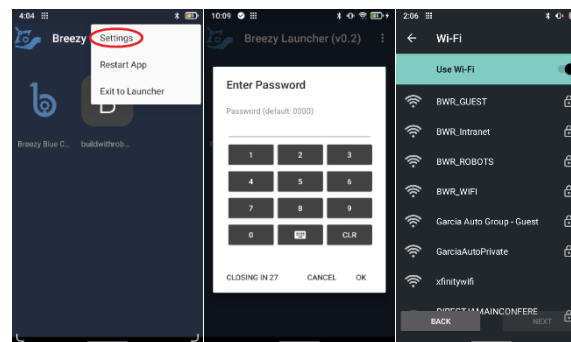 4:04
Breezy
Settings
Restart App
Exit to Launcher
B
Breezy Blue C...
buildwithrob...
10:09
Breezy Launcher (v0.2)
Enter Password
Password (default: 0000)
1 2 3
4 5 6
7 8 9
0 CLR
CLOSING IN 27 CANCEL OK
2:06
Wi-Fi
Use Wi-Fi
BWR_GUEST
BWR_Intranet
BWR_ROBOTS
BWR_WIFI
Garcia Auto Group - Guest
GarciaAutoPrivate
xfinitywifi
BACK NEXT